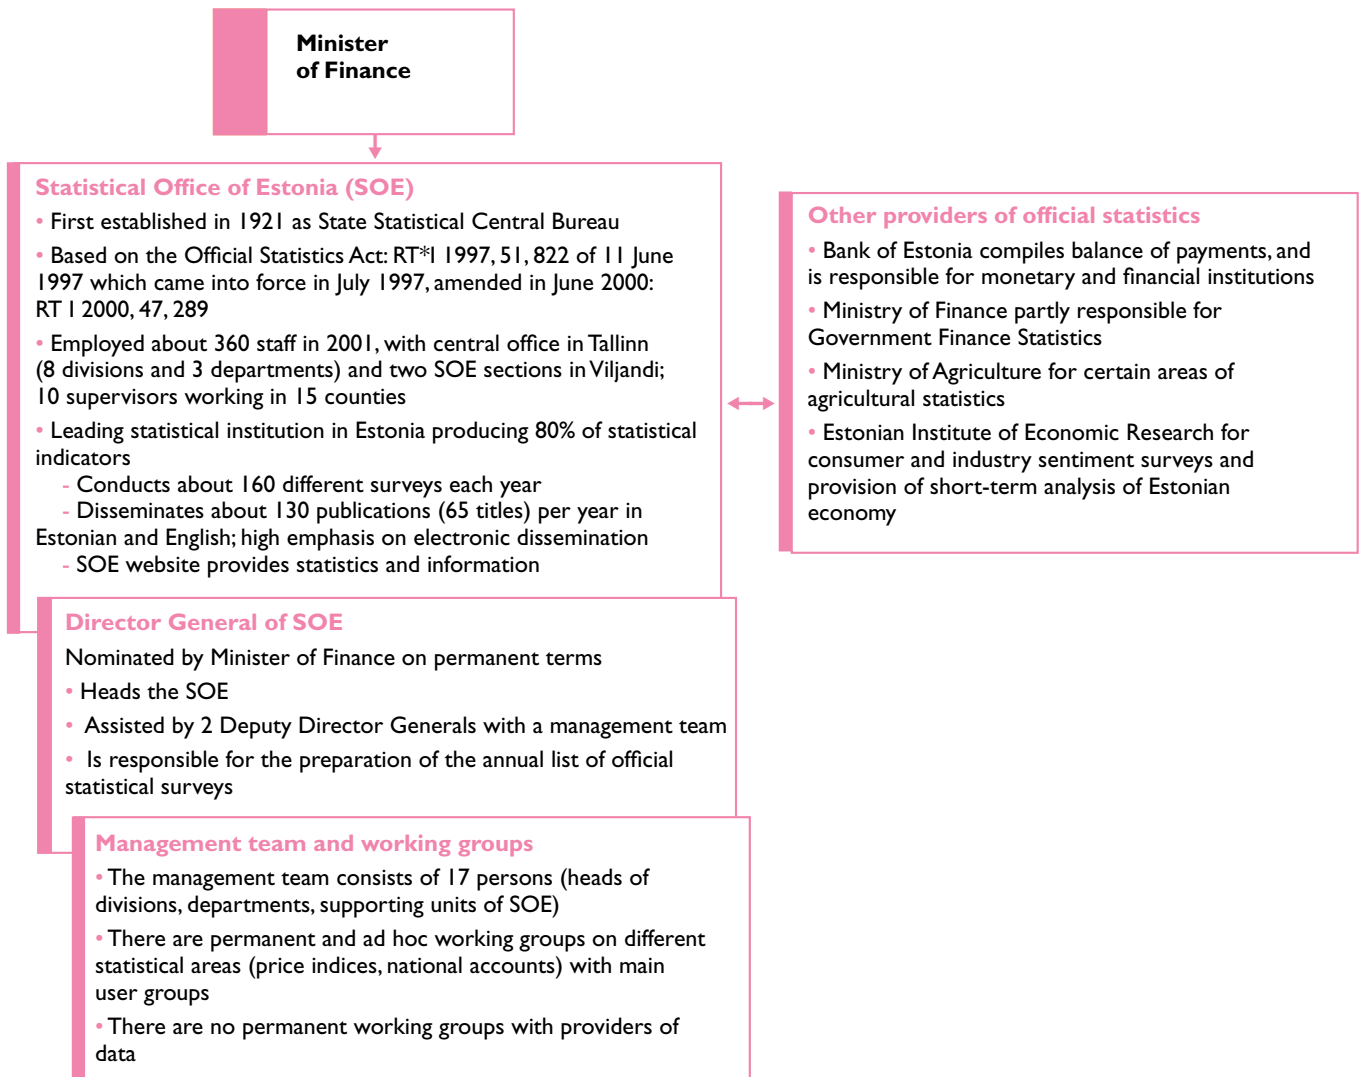 Minister
of Finance
Statistical Office of Estonia (SOE)
• First established in 1921 as State Statistical Central Bureau
• Based on the Official Statistics Act: RT*I 1997, 51, 822 of 11 June
1997 which came into force in July 1997, amended in June 2000:
RT I 2000, 47, 289
• Employed about 360 staff in 2001, with central office in Tallinn
(8 divisions and 3 departments) and two SOE sections in Viljandi;
10 supervisors working in 15 counties
• Leading statistical institution in Estonia producing 80% of statistical
indicators
- Conducts about 160 different surveys each year
- Disseminates about 130 publications (65 titles) per year in
Estonian and English; high emphasis on electronic dissemination
- SOE website provides statistics and information
Other providers of official statistics
• Bank of Estonia compiles balance of payments, and
is responsible for monetary and financial institutions
• Ministry of Finance partly responsible for
Government Finance Statistics
• Ministry of Agriculture for certain areas of
agricultural statistics
• Estonian Institute of Economic Research for
consumer and industry sentiment surveys and
provision of short-term analysis of Estonian
economy
Director General of SOE
Nominated by Minister of Finance on permanent terms
• Heads the SOE
• Assisted by 2 Deputy Director Generals with a management team
• Is responsible for the preparation of the annual list of official
statistical surveys
Management team and working groups
• The management team consists of 17 persons (heads of
divisions, departments, supporting units of SOE)
• There are permanent and ad hoc working groups on different
statistical areas (price indices, national accounts) with main
user groups
• There are no permanent working groups with providers of
data